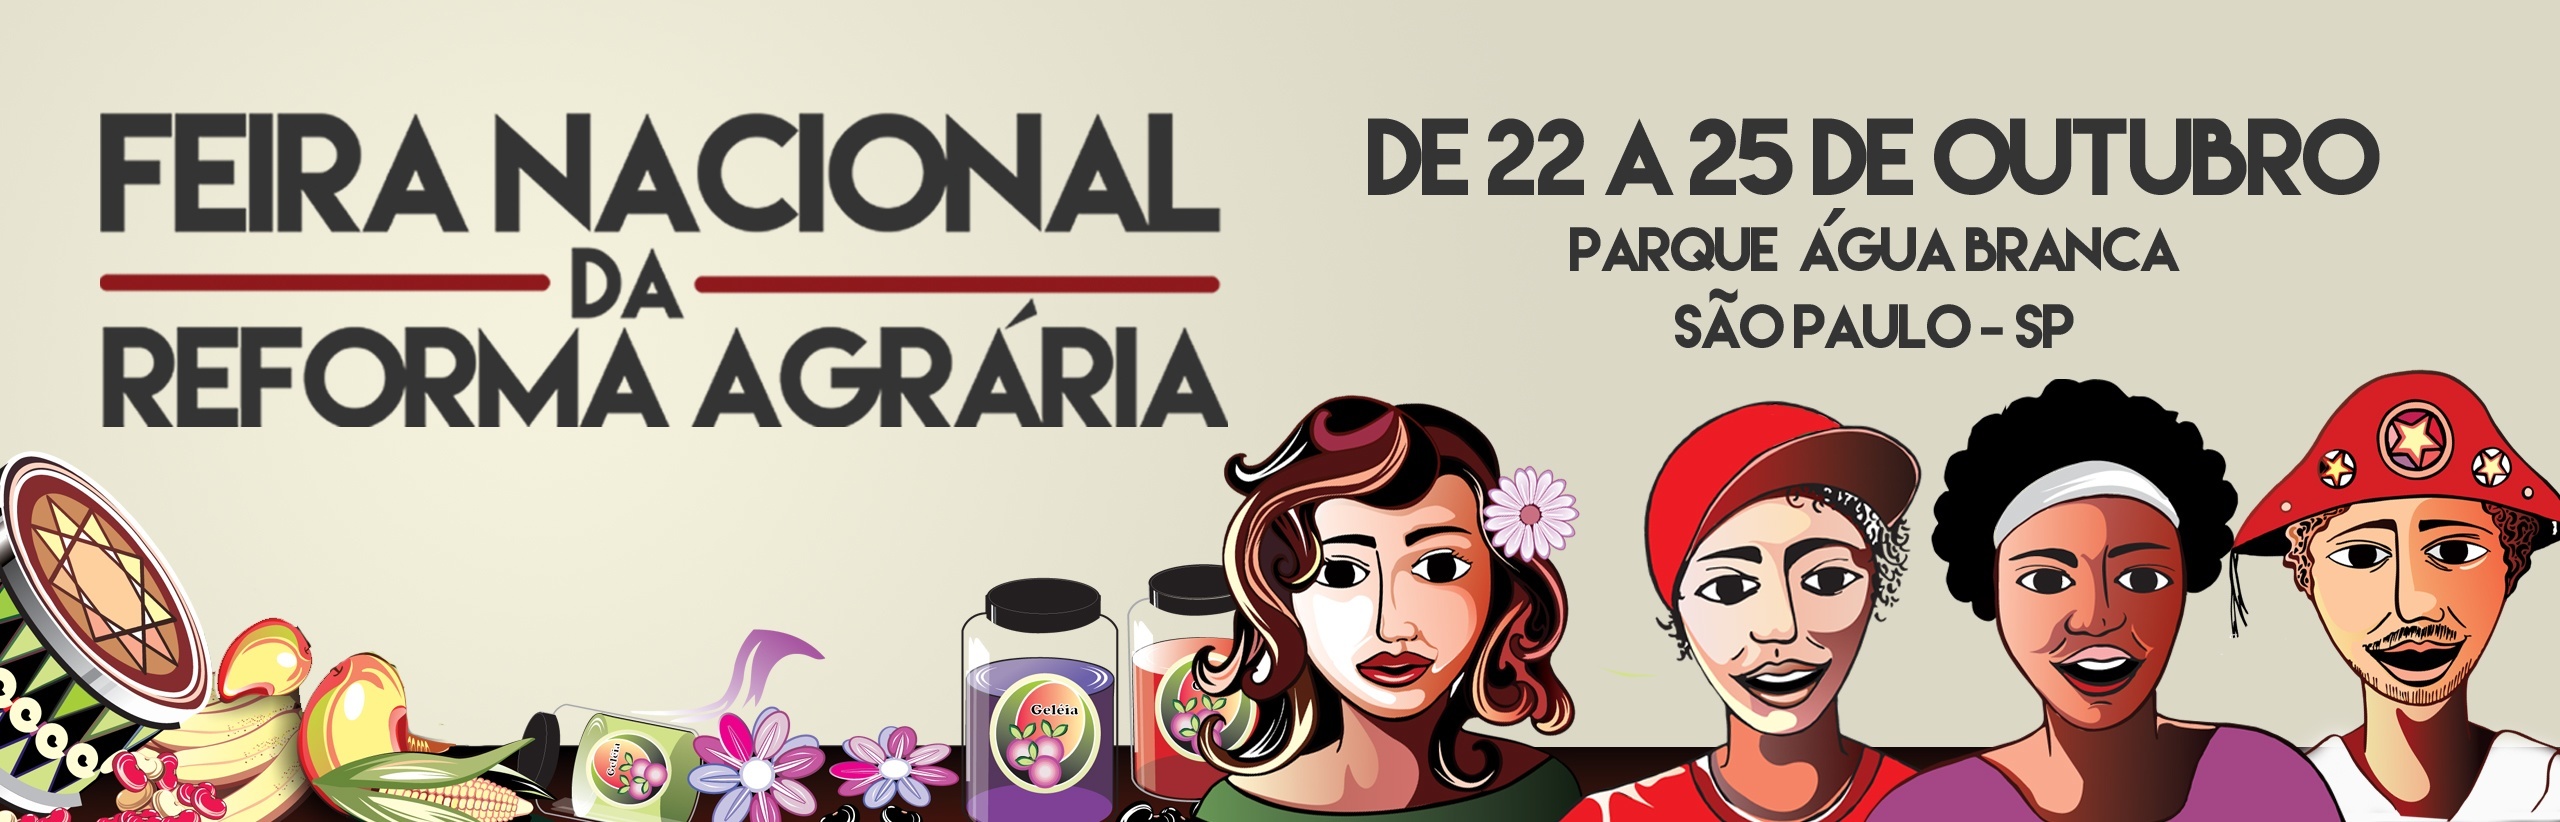 FEIRA NACIONAL
DA
REFORMA AGRÁRIA
DE 22 A 25 DE OUTUBRO
PARQUE ÁGUA BRANCA
SÃO PAULO - SP
Geléia
Geléia